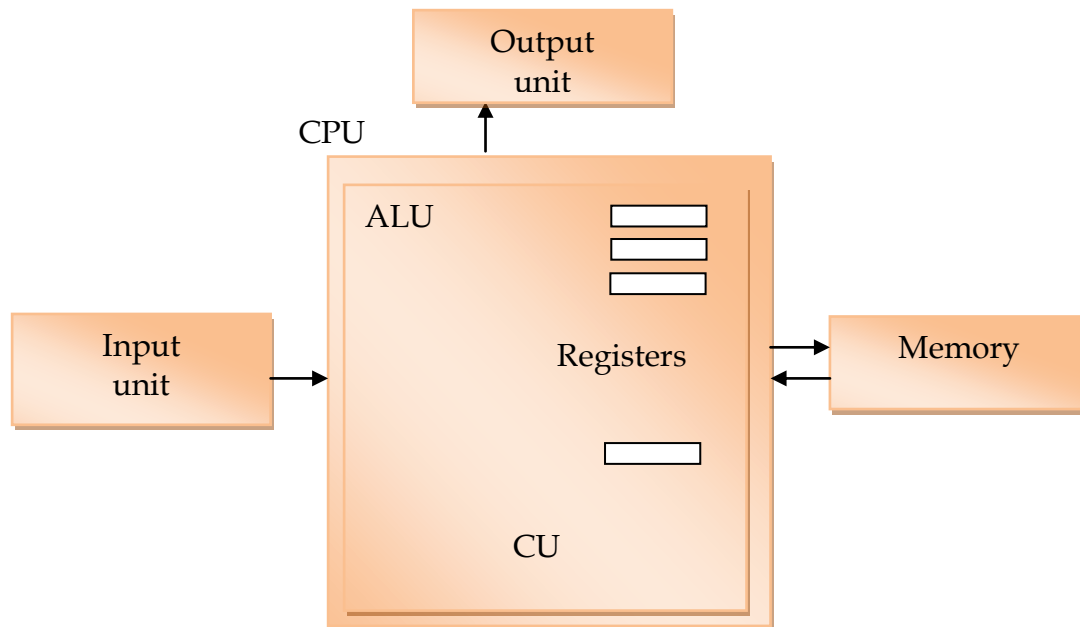 Output
unit
CPU
ALU
Input
unit
Registers
Memory
CU